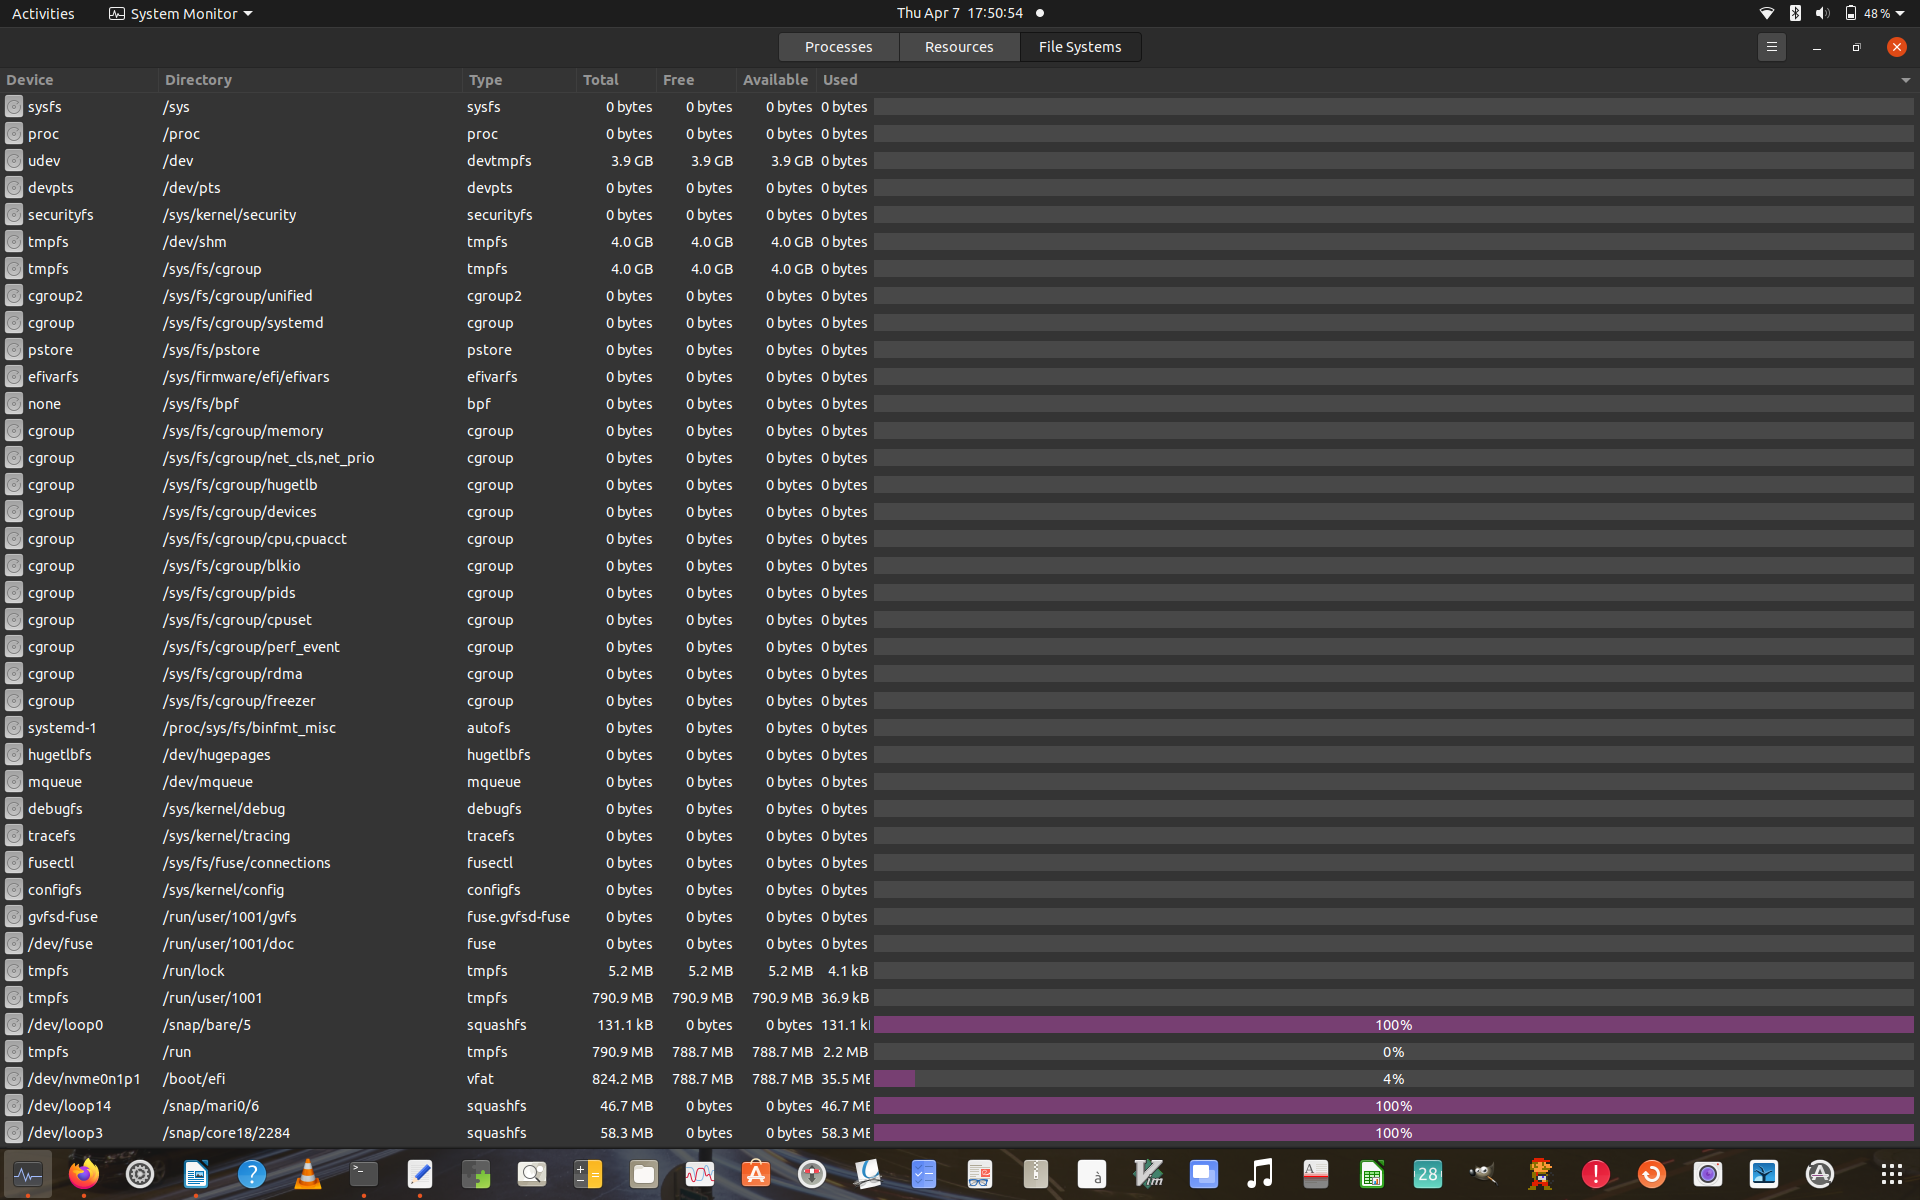 Activities System Monitor Thu Apr 7 17:50:54 48 %
Processes Resources File Systems
Device Directory Type Total Free Available Used
sysfs /sys sysfs 0 bytes 0 bytes 0 bytes 0 bytes
proc /proc proc 0 bytes 0 bytes 0 bytes 0 bytes
udev /dev devtmpfs 3.9 GB 3.9 GB 3.9 GB 0 bytes
devpts /dev/pts devpts 0 bytes 0 bytes 0 bytes 0 bytes
securityfs /sys/kernel/security securityfs 0 bytes 0 bytes 0 bytes 0 bytes
tmpfs /dev/shm tmpfs 4.0 GB 4.0 GB 4.0 GB 0 bytes
tmpfs /sys/fs/cgroup tmpfs 4.0 GB 4.0 GB 4.0 GB 0 bytes
cgroup2 /sys/fs/cgroup/unified cgroup2 0 bytes 0 bytes 0 bytes 0 bytes
cgroup /sys/fs/cgroup/systemd cgroup 0 bytes 0 bytes 0 bytes 0 bytes
pstore /sys/fs/pstore pstore 0 bytes 0 bytes 0 bytes 0 bytes
efivarfs /sys/firmware/efi/efivars efivarfs 0 bytes 0 bytes 0 bytes 0 bytes
none /sys/fs/bpf bpf 0 bytes 0 bytes 0 bytes 0 bytes
cgroup /sys/fs/cgroup/memory cgroup 0 bytes 0 bytes 0 bytes 0 bytes
cgroup /sys/fs/cgroup/net_cls,net_prio cgroup 0 bytes 0 bytes 0 bytes 0 bytes
cgroup /sys/fs/cgroup/hugetlb cgroup 0 bytes 0 bytes 0 bytes 0 bytes
cgroup /sys/fs/cgroup/devices cgroup 0 bytes 0 bytes 0 bytes 0 bytes
cgroup /sys/fs/cgroup/cpu,cpuacct cgroup 0 bytes 0 bytes 0 bytes 0 bytes
cgroup /sys/fs/cgroup/blkio cgroup 0 bytes 0 bytes 0 bytes 0 bytes
cgroup /sys/fs/cgroup/pids cgroup 0 bytes 0 bytes 0 bytes 0 bytes
cgroup /sys/fs/cgroup/cpuset cgroup 0 bytes 0 bytes 0 bytes 0 bytes
cgroup /sys/fs/cgroup/perf_event cgroup 0 bytes 0 bytes 0 bytes 0 bytes
cgroup /sys/fs/cgroup/rdma cgroup 0 bytes 0 bytes 0 bytes 0 bytes
cgroup /sys/fs/cgroup/freezer cgroup 0 bytes 0 bytes 0 bytes 0 bytes
systemd-1 /proc/sys/fs/binfmt_misc autofs 0 bytes 0 bytes 0 bytes 0 bytes
hugetlbfs /dev/hugepages hugetlbfs 0 bytes 0 bytes 0 bytes 0 bytes
mqueue /dev/mqueue mqueue 0 bytes 0 bytes 0 bytes 0 bytes
debugfs /sys/kernel/debug debugfs 0 bytes 0 bytes 0 bytes 0 bytes
tracefs /sys/kernel/tracing tracefs 0 bytes 0 bytes 0 bytes 0 bytes
fusectl /sys/fs/fuse/connections fusectl 0 bytes 0 bytes 0 bytes 0 bytes
configfs /sys/kernel/config configfs 0 bytes 0 bytes 0 bytes 0 bytes
gvfsd-fuse /run/user/1001/gvfs fuse.gvfsd-fuse 0 bytes 0 bytes 0 bytes 0 bytes
/dev/fuse /run/user/1001/doc fuse 0 bytes 0 bytes 0 bytes 0 bytes
tmpfs /run/lock tmpfs 5.2 MB 5.2 MB 5.2 MB 4.1 kB
tmpfs /run/user/1001 tmpfs 790.9 MB 790.9 MB 790.9 MB 36.9 kB
/dev/loop0 /snap/bare/5 squashfs 131.1 kB 0 bytes 0 bytes 131.1 k 100%
tmpfs /run tmpfs 790.9 MB 788.7 MB 788.7 MB 2.2 MB 0%
/dev/nvme0n1p1 /boot/efi vfat 824.2 MB 788.7 MB 788.7 MB 35.5 MB 4%
/dev/loop14 /snap/mari0/6 squashfs 46.7 MB 0 bytes 0 bytes 46.7 MB 100%
/dev/loop3 /snap/core18/2284 squashfs 58.3 MB 0 bytes 0 bytes 58.3 MB 100%
à Vim A 28